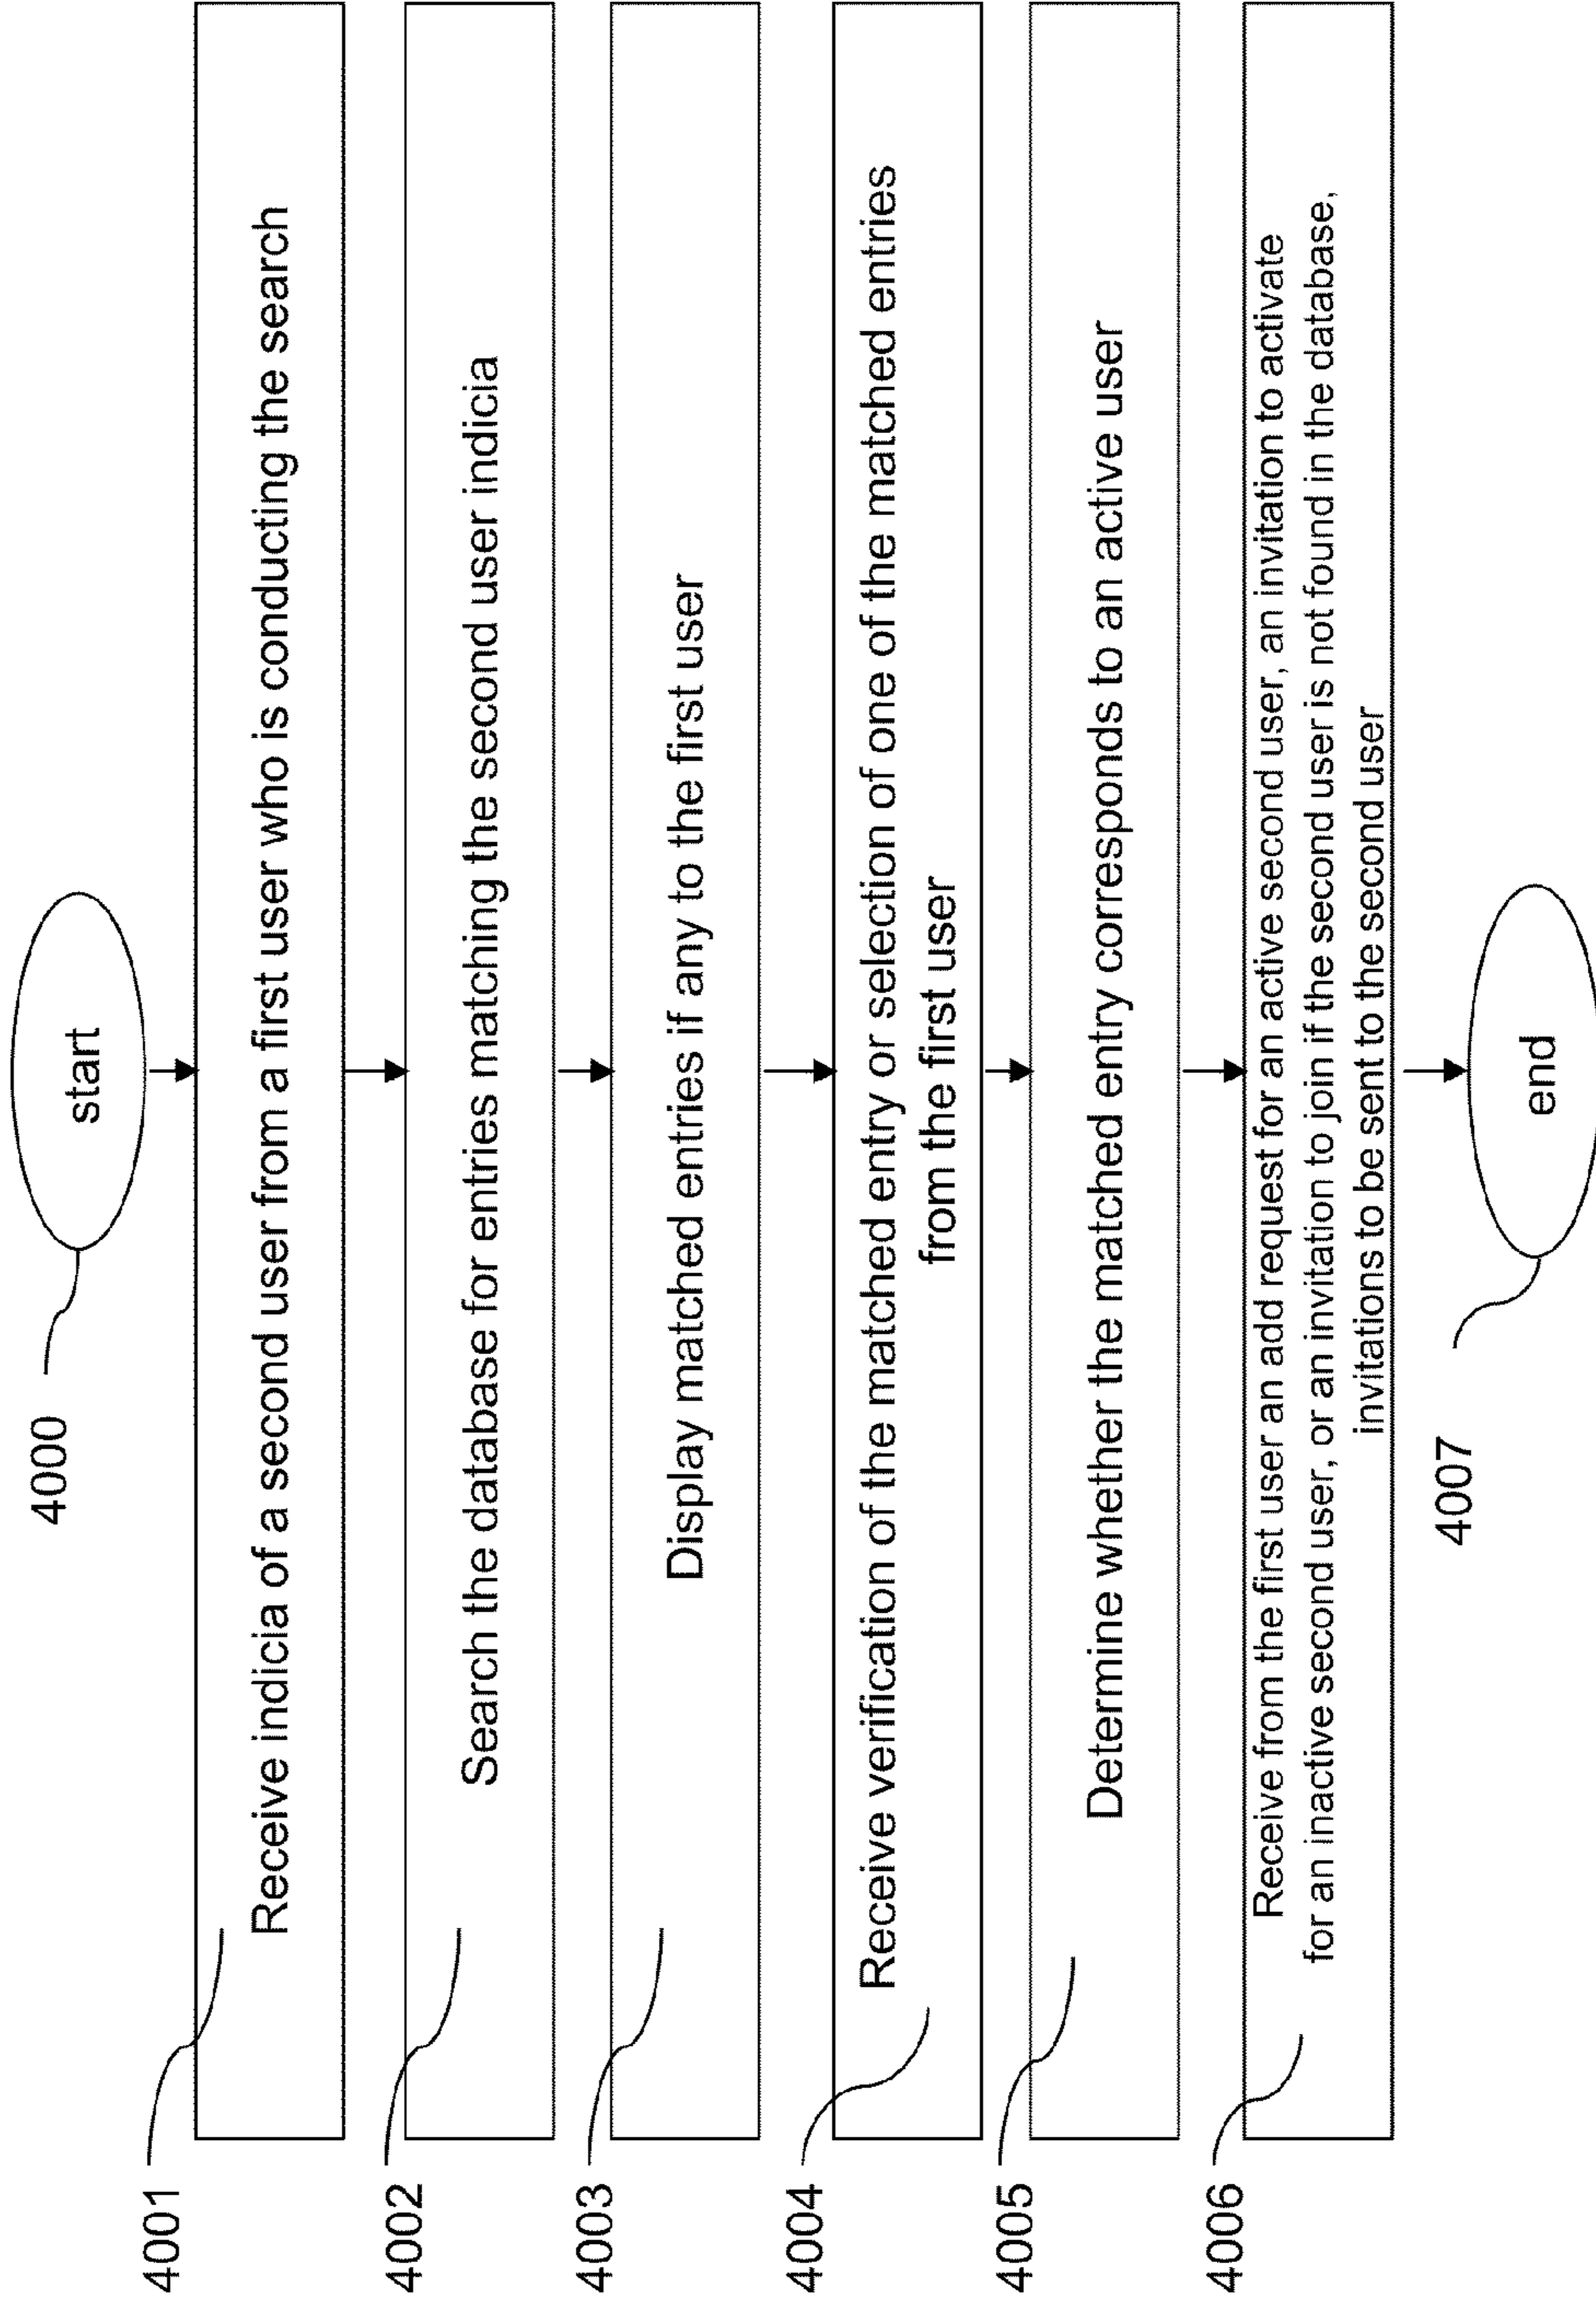 start
4000
4001
Receive indicia of a second user from a first user who is conducting the search
4002
Search the database for entries matching the second user indicia
4003
Display matched entries if any to the first user
4004
Receive verification of the matched entry or selection of one of the matched entries
from the first user
4005
Determine whether the matched entry corresponds to an active user
4006
Receive from the first user an add request for an active second user, an invitation to activate
for an inactive second user, or an invitation to join if the second user is not found in the database,
invitations to be sent to the second user
4007
end